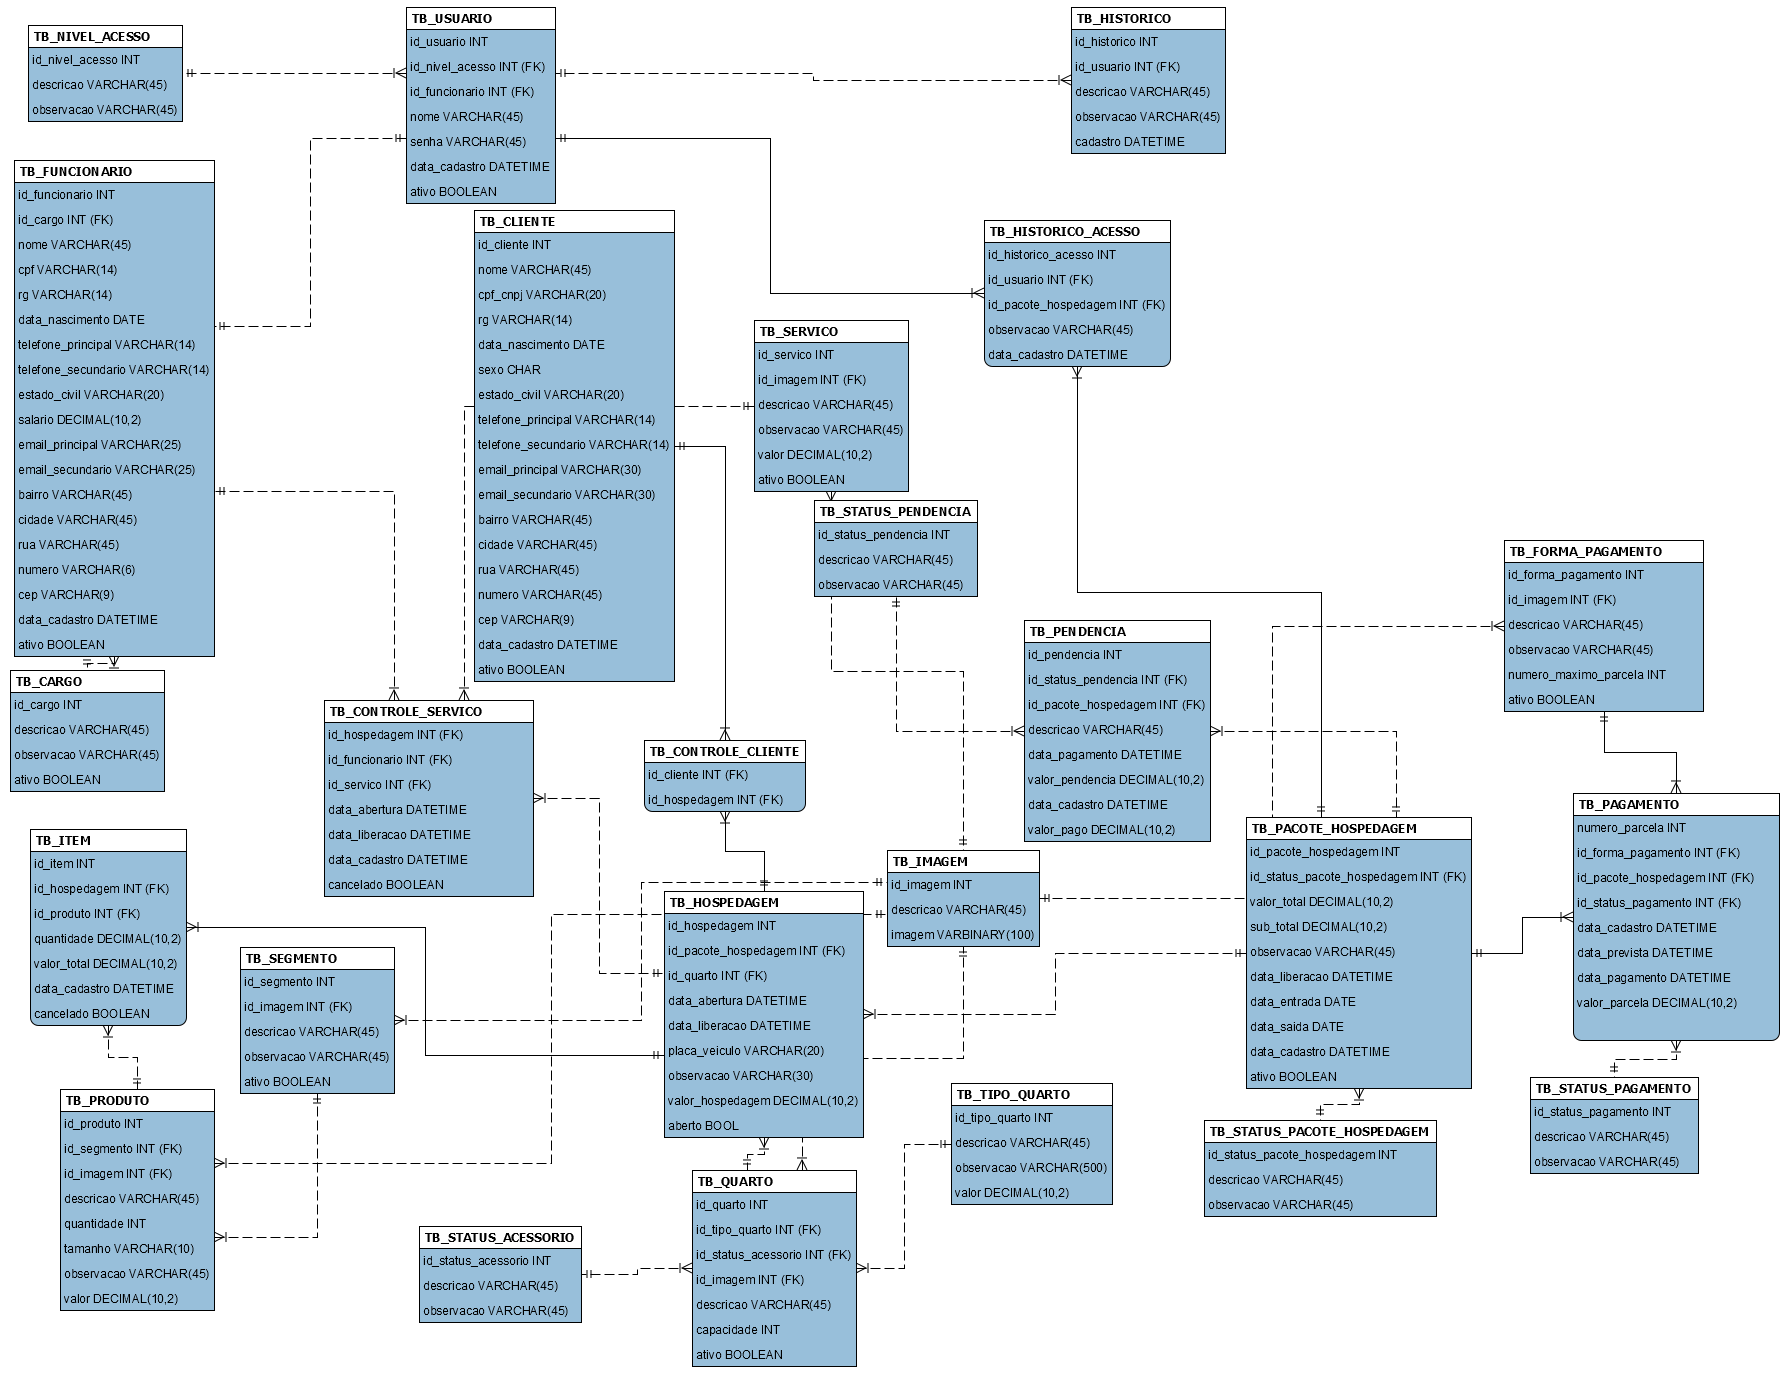 TB_NIVEL_ACESSO
id_nivel_acesso INT
descricao VARCHAR(45)
observacao VARCHAR(45)
TB_USUARIO
id_usuario INT
id_nivel_acesso INT (FK)
id_funcionario INT (FK)
nome VARCHAR(45)
senha VARCHAR(45)
data_cadastro DATETIME
ativo BOOLEAN
TB_HISTORICO
id_historico INT
id_usuario INT (FK)
descricao VARCHAR(45)
observacao VARCHAR(45)
cadastro DATETIME
TB_FUNCIONARIO
id_funcionario INT
id_cargo INT (FK)
nome VARCHAR(45)
cpf VARCHAR(14)
rg VARCHAR(14)
data_nascimento DATE
telefone_principal VARCHAR(14)
telefone_secundario VARCHAR(14)
estado_civil VARCHAR(20)
salario DECIMAL(10,2)
email_principal VARCHAR(25)
email_secundario VARCHAR(25)
bairro VARCHAR(45)
cidade VARCHAR(45)
rua VARCHAR(45)
numero VARCHAR(6)
cep VARCHAR(9)
data_cadastro DATETIME
ativo BOOLEAN
TB_CLIENTE
id_cliente INT
nome VARCHAR(45)
cpf_cnpj VARCHAR(20)
rg VARCHAR(14)
data_nascimento DATE
sexo CHAR
estado_civil VARCHAR(20)
telefone_principal VARCHAR(14)
telefone_secundario VARCHAR(14)
email_principal VARCHAR(30)
email_secundario VARCHAR(30)
bairro VARCHAR(45)
cidade VARCHAR(45)
rua VARCHAR(45)
numero VARCHAR(45)
cep VARCHAR(9)
data_cadastro DATETIME
ativo BOOLEAN
TB_HISTORICO_ACESSO
id_historico_acesso INT
id_usuario INT (FK)
id_pacote_hospedagem INT (FK)
observacao VARCHAR(45)
data_cadastro DATETIME
TB_SERVICO
id_servico INT
id_imagem INT (FK)
descricao VARCHAR(45)
observacao VARCHAR(45)
valor DECIMAL(10,2)
ativo BOOLEAN
TB_STATUS_PENDENCIA
id_status_pendencia INT
descricao VARCHAR(45)
observacao VARCHAR(45)
TB_FORMA_PAGAMENTO
id_forma_pagamento INT
id_imagem INT (FK)
descricao VARCHAR(45)
observacao VARCHAR(45)
numero_maximo_parcela INT
ativo BOOLEAN
TB_PENDENCIA
id_pendencia INT
id_status_pendencia INT (FK)
id_pacote_hospedagem INT (FK)
descricao VARCHAR(45)
data_pagamento DATETIME
valor_pendencia DECIMAL(10,2)
data_cadastro DATETIME
valor_pago DECIMAL(10,2)
TB_CARGO
id_cargo INT
descricao VARCHAR(45)
observacao VARCHAR(45)
ativo BOOLEAN
TB_CONTROLE_SERVICO
id_hospedagem INT (FK)
id_funcionario INT (FK)
id_servico INT (FK)
data_abertura DATETIME
data_liberacao DATETIME
data_cadastro DATETIME
cancelado BOOLEAN
TB_CONTROLE_CLIENTE
id_cliente INT (FK)
id_hospedagem INT (FK)
TB_PAGAMENTO
numero_parcela INT
id_forma_pagamento INT (FK)
id_pacote_hospedagem INT (FK)
id_status_pagamento INT (FK)
data_cadastro DATETIME
data_prevista DATETIME
data_pagamento DATETIME
valor_parcela DECIMAL(10,2)
TB_PACOTE_HOSPEDAGEM
id_pacote_hospedagem INT
id_status_pacote_hospedagem INT (FK)
valor_total DECIMAL(10,2)
sub_total DECIMAL(10,2)
observacao VARCHAR(45)
data_liberacao DATETIME
data_entrada DATE
data_saida DATE
data_cadastro DATETIME
ativo BOOLEAN
TB_ITEM
id_item INT
id_hospedagem INT (FK)
id_produto INT (FK)
quantidade DECIMAL(10,2)
valor_total DECIMAL(10,2)
data_cadastro DATETIME
cancelado BOOLEAN
TB_IMAGEM
id_imagem INT
descricao VARCHAR(45)
imagem VARBINARY(100)
TB_HOSPEDAGEM
id_hospedagem INT
id_pacote_hospedagem INT (FK)
id_quarto INT (FK)
data_abertura DATETIME
data_liberacao DATETIME
placa_veiculo VARCHAR(20)
observacao VARCHAR(30)
valor_hospedagem DECIMAL(10,2)
aberto BOOL
TB_SEGMENTO
id_segmento INT
id_imagem INT (FK)
descricao VARCHAR(45)
observacao VARCHAR(45)
ativo BOOLEAN
TB_STATUS_PAGAMENTO
id_status_pagamento INT
descricao VARCHAR(45)
observacao VARCHAR(45)
TB_TIPO_QUARTO
id_tipo_quarto INT
descricao VARCHAR(45)
observacao VARCHAR(500)
valor DECIMAL(10,2)
TB_PRODUTO
id_produto INT
id_segmento INT (FK)
id_imagem INT (FK)
descricao VARCHAR(45)
quantidade INT
tamanho VARCHAR(10)
observacao VARCHAR(45)
valor DECIMAL(10,2)
TB_STATUS_PACOTE_HOSPEDAGEM
id_status_pacote_hospedagem INT
descricao VARCHAR(45)
observacao VARCHAR(45)
TB_QUARTO
id_quarto INT
id_tipo_quarto INT (FK)
id_status_acessorio INT (FK)
id_imagem INT (FK)
descricao VARCHAR(45)
capacidade INT
ativo BOOLEAN
TB_STATUS_ACESSORIO
id_status_acessorio INT
descricao VARCHAR(45)
observacao VARCHAR(45)